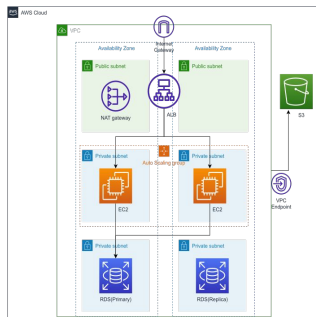 AWS Cloud
VPC
Internet
Gateway
Availability Zone
Availability Zone
Public subnet
Public subnet
NAT gateway
ALB
S3
Private subnet
Private subnet
Auto Scaling group
EC2
EC2
VPC
Endpoint
Private subnet
Private subnet
RDS(Primary)
RDS(Replica)